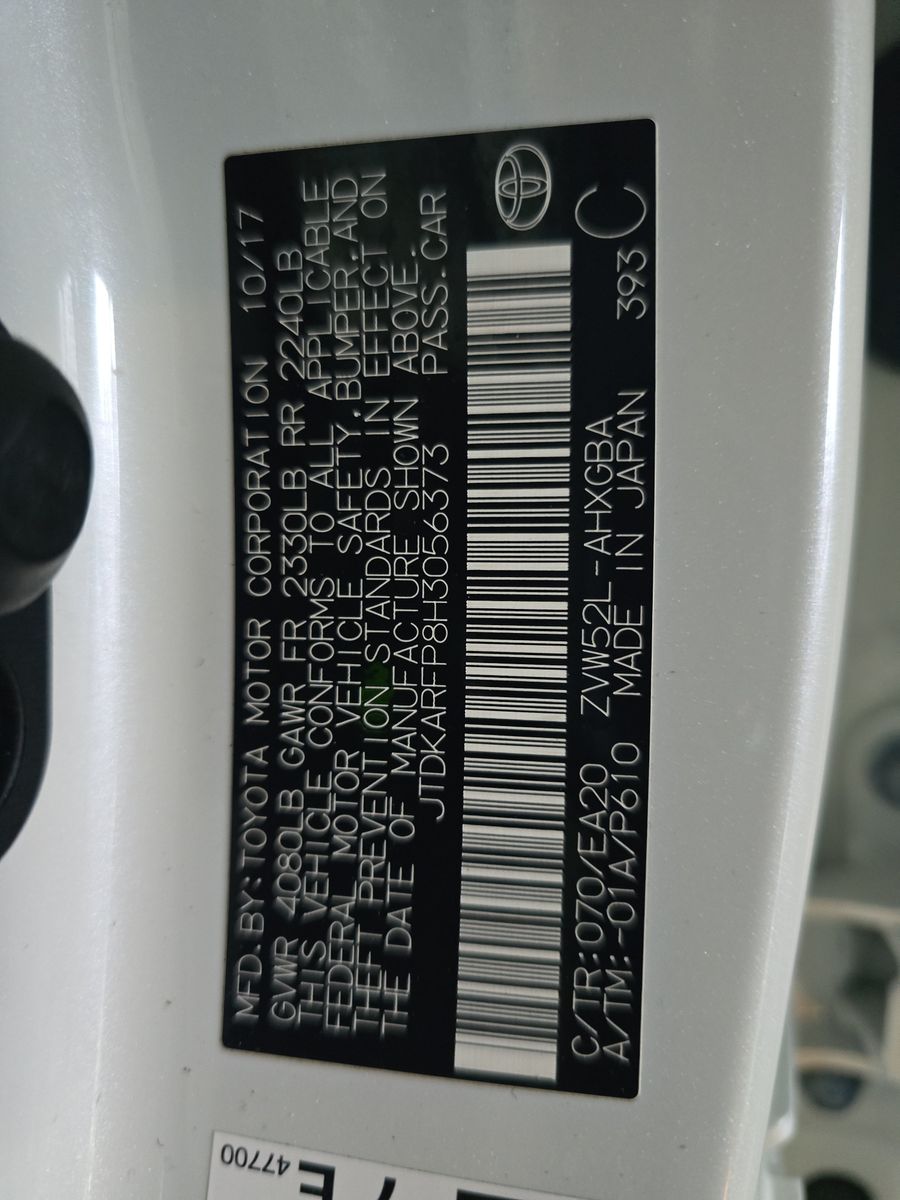 MFD.BY:TOYOTA MOTOR CORPORATION 10/17
GVWR 4080LB GAWR FR 2330LB RR 2240LB
THIS VEHICLE CONFORMS TO ALL APPLICABLE
FEDERAL MOTOR VEHICLE SAFETY,BUMPER,AND
THEFT PREVENTION STANDARDS IN EFFECT ON
THE DATE OF MANUFACTURE SHOWN ABOVE.
JTDKARFP8H3056373 PASS.CAR
C/TR:070/EA20 ZVW52L-AHXGBA
A/TM:-01A/P610 MADE IN JAPAN 393 C
47700